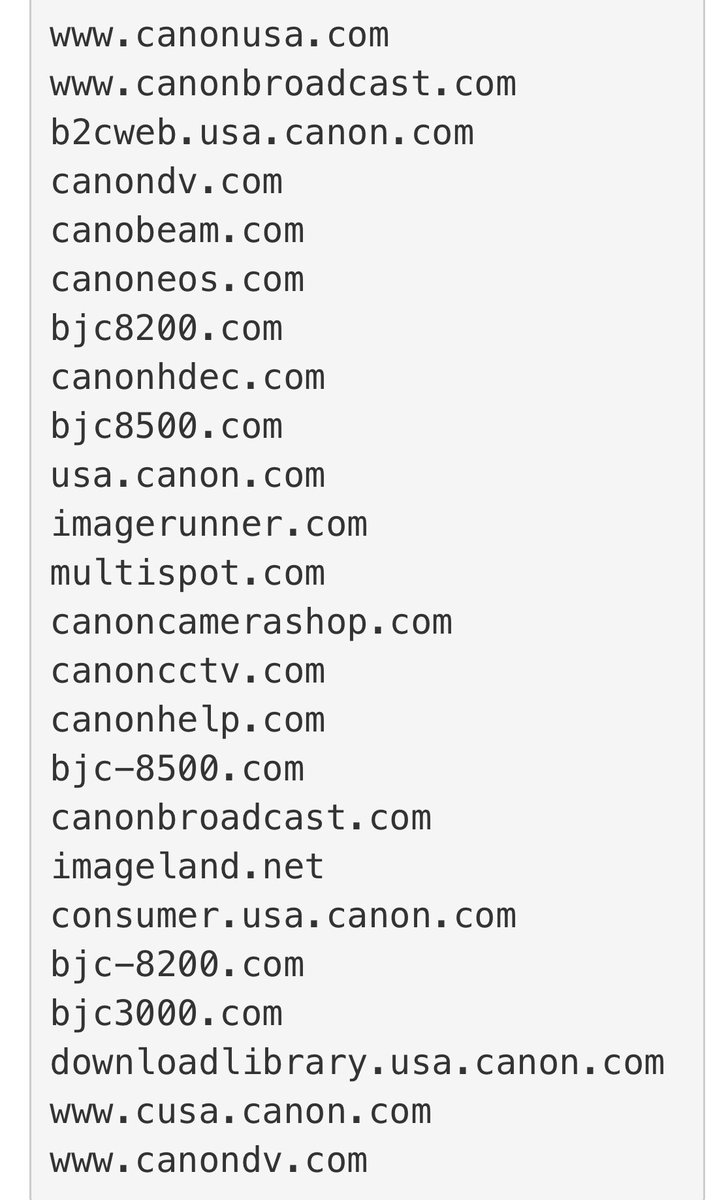 www.canonusa.com
www.canonbroadcast.com
b2cweb.usa.canon.com
canondv.com
canobeam.com
canoneos.com
bjc8200.com
canonhdec.com
bjc8500.com
usa.canon.com
imagerunner.com
multispot.com
canoncamerashop.com
canoncctv.com
canonhelp.com
bjc-8500.com
canonbroadcast.com
imageland.net
consumer.usa.canon.com
bjc-8200.com
bjc3000.com
downloadlibrary.usa.canon.com
www.cusa.canon.com
www.canondv.com